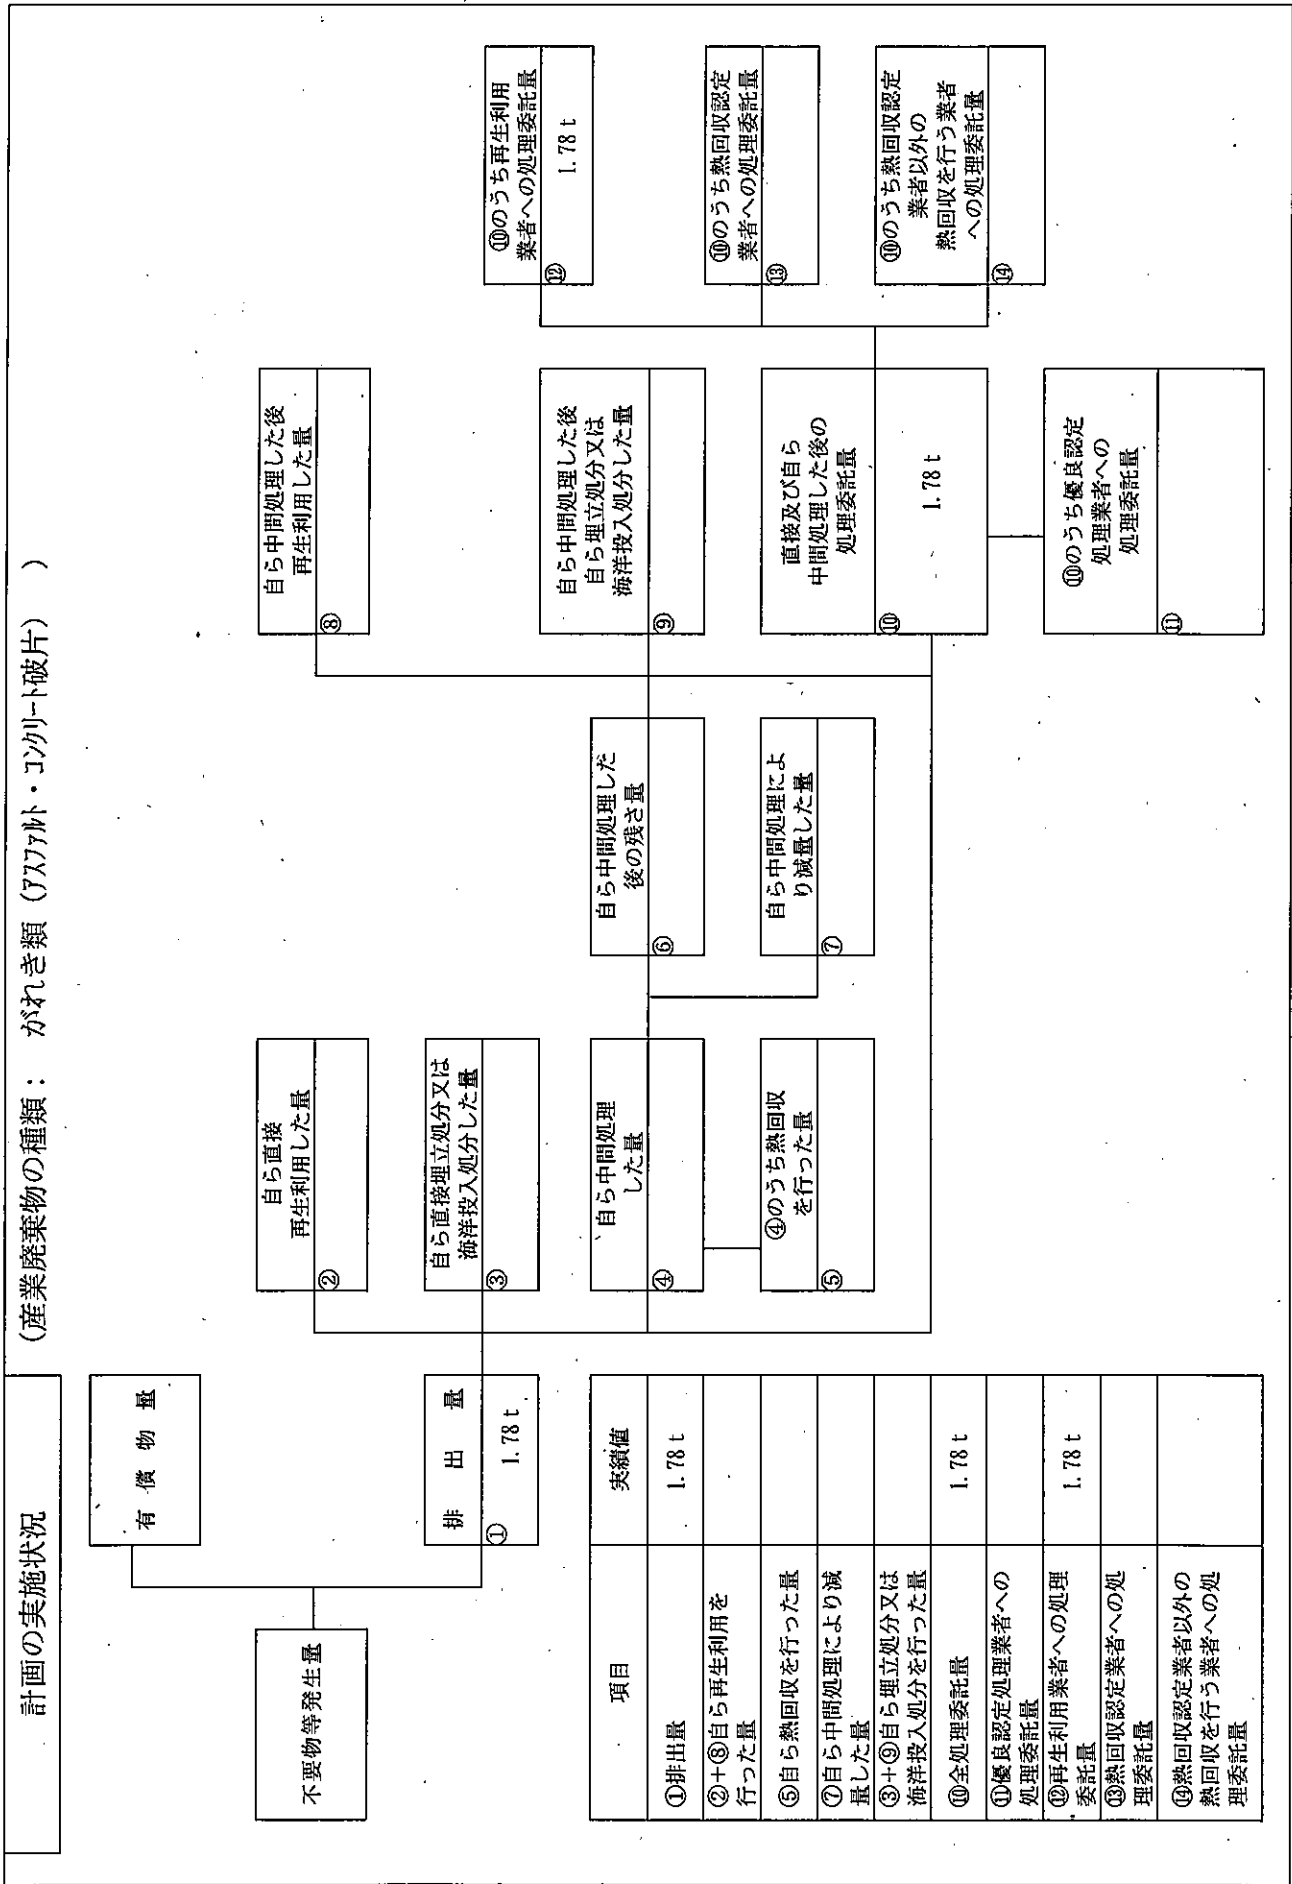 計画の実施状況
(産業廃棄物の種類： がれき類（アスファルト・コンクリート破片） )
不要物等発生量
有 償 物 量
排 出 量
①
1.78 t
自ら直接
再生利用した量
②
自ら直接埋立処分又は
海洋投入処分した量
③
自ら中間処理
した量
④
④のうち熱回収
を行った量
⑤
自ら中間処理した
後の残さ量
⑥
自ら中間処理によ
り減量した量
⑦
自ら中間処理した後
再生利用した量
⑧
自ら中間処理した後
自ら埋立処分又は
海洋投入処分した量
⑨
直接及び自ら
中間処理した後の
処理委託量
⑩
1.78 t
⑩のうち優良認定
処理業者への
処理委託量
⑪
⑩のうち再生利用
業者への処理委託量
⑫
1.78 t
⑩のうち熱回収認定
業者への処理委託量
⑬
⑩のうち熱回収認定
業者以外の
熱回収を行う業者
への処理委託量
⑭
項目 実績値
①排出量 1.78 t
②+⑧自ら再生利用を
行った量
⑤自ら熱回収を行った量
⑦自ら中間処理により減
量した量
③+⑨自ら埋立処分又は
海洋投入処分を行った量
⑩全処理委託量 1.78 t
⑪優良認定処理業者への
処理委託量
⑫再生利用業者への処理
委託量 1.78 t
⑬熱回収認定業者への処
理委託量
⑭熱回収認定業者以外の
熱回収を行う業者への処
理委託量